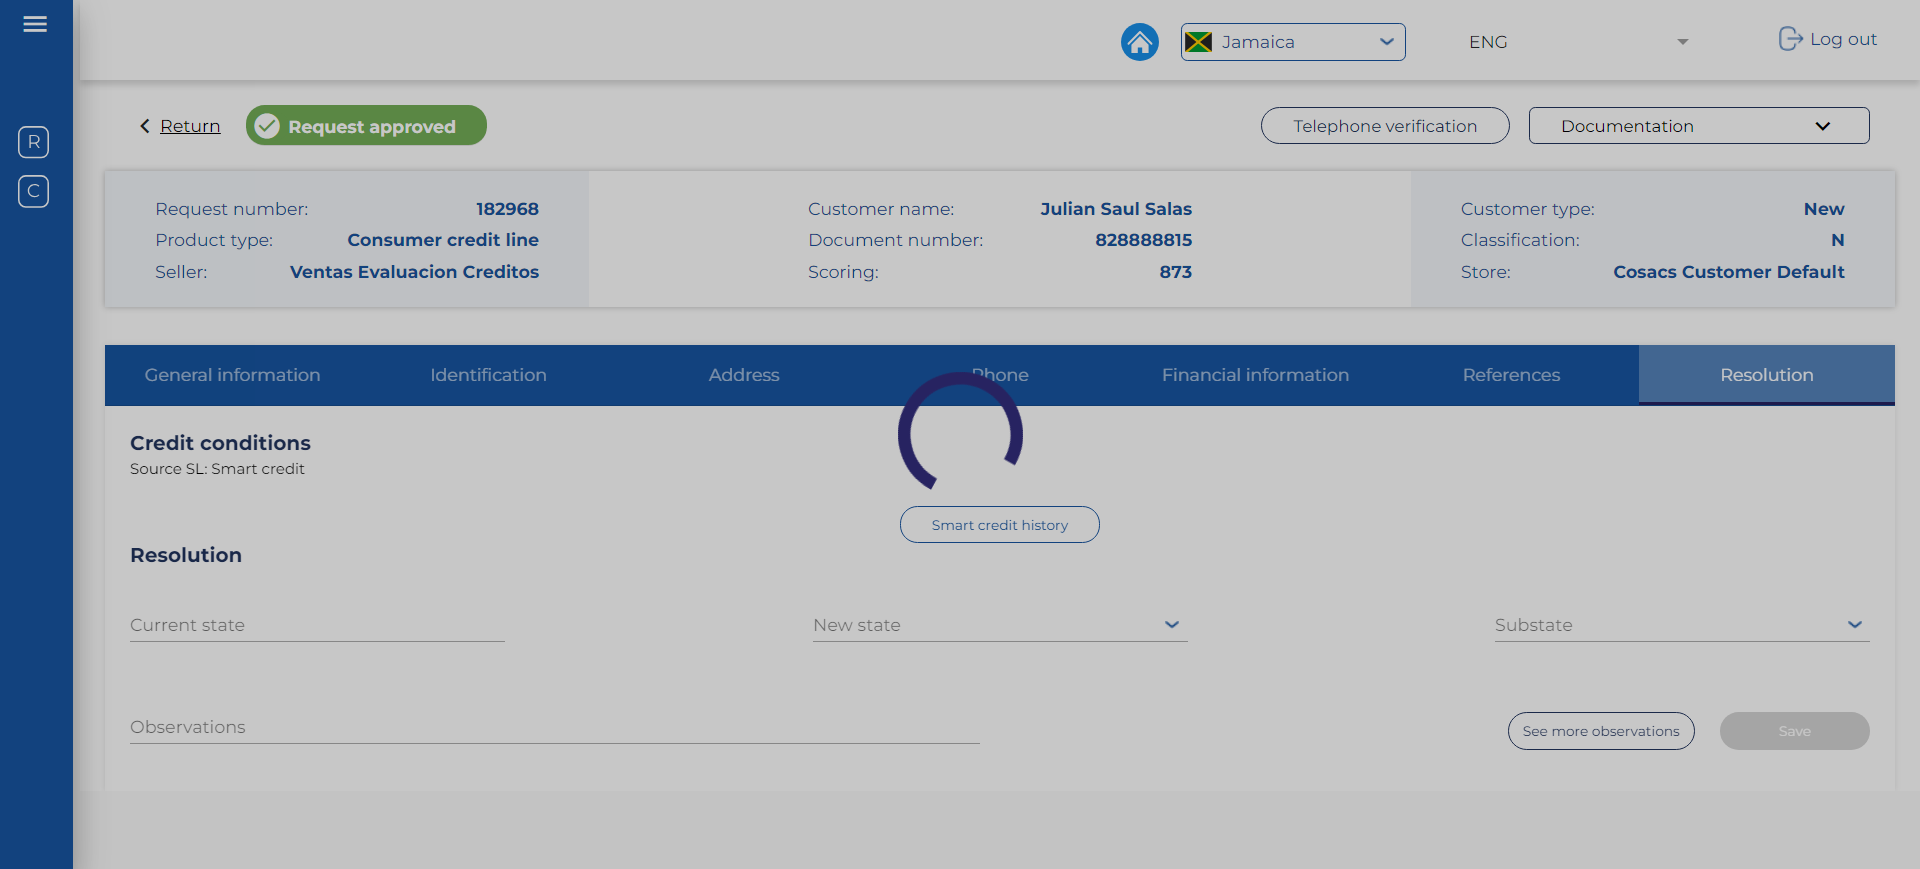 Jamaica
ENG
Log out
Return
Request approved
Telephone verification
Documentation
R
C
Request number: 182968
Product type: Consumer credit line
Seller: Ventas Evaluacion Creditos
Customer name: Julian Saul Salas
Document number: 828888815
Scoring: 873
Customer type: New
Classification: N
Store: Cosacs Customer Default
General information
Identification
Address
Phone
Financial information
References
Resolution
Credit conditions
Source SL: Smart credit
Smart credit history
Resolution
Current state
New state
Substate
Observations
See more observations
Save